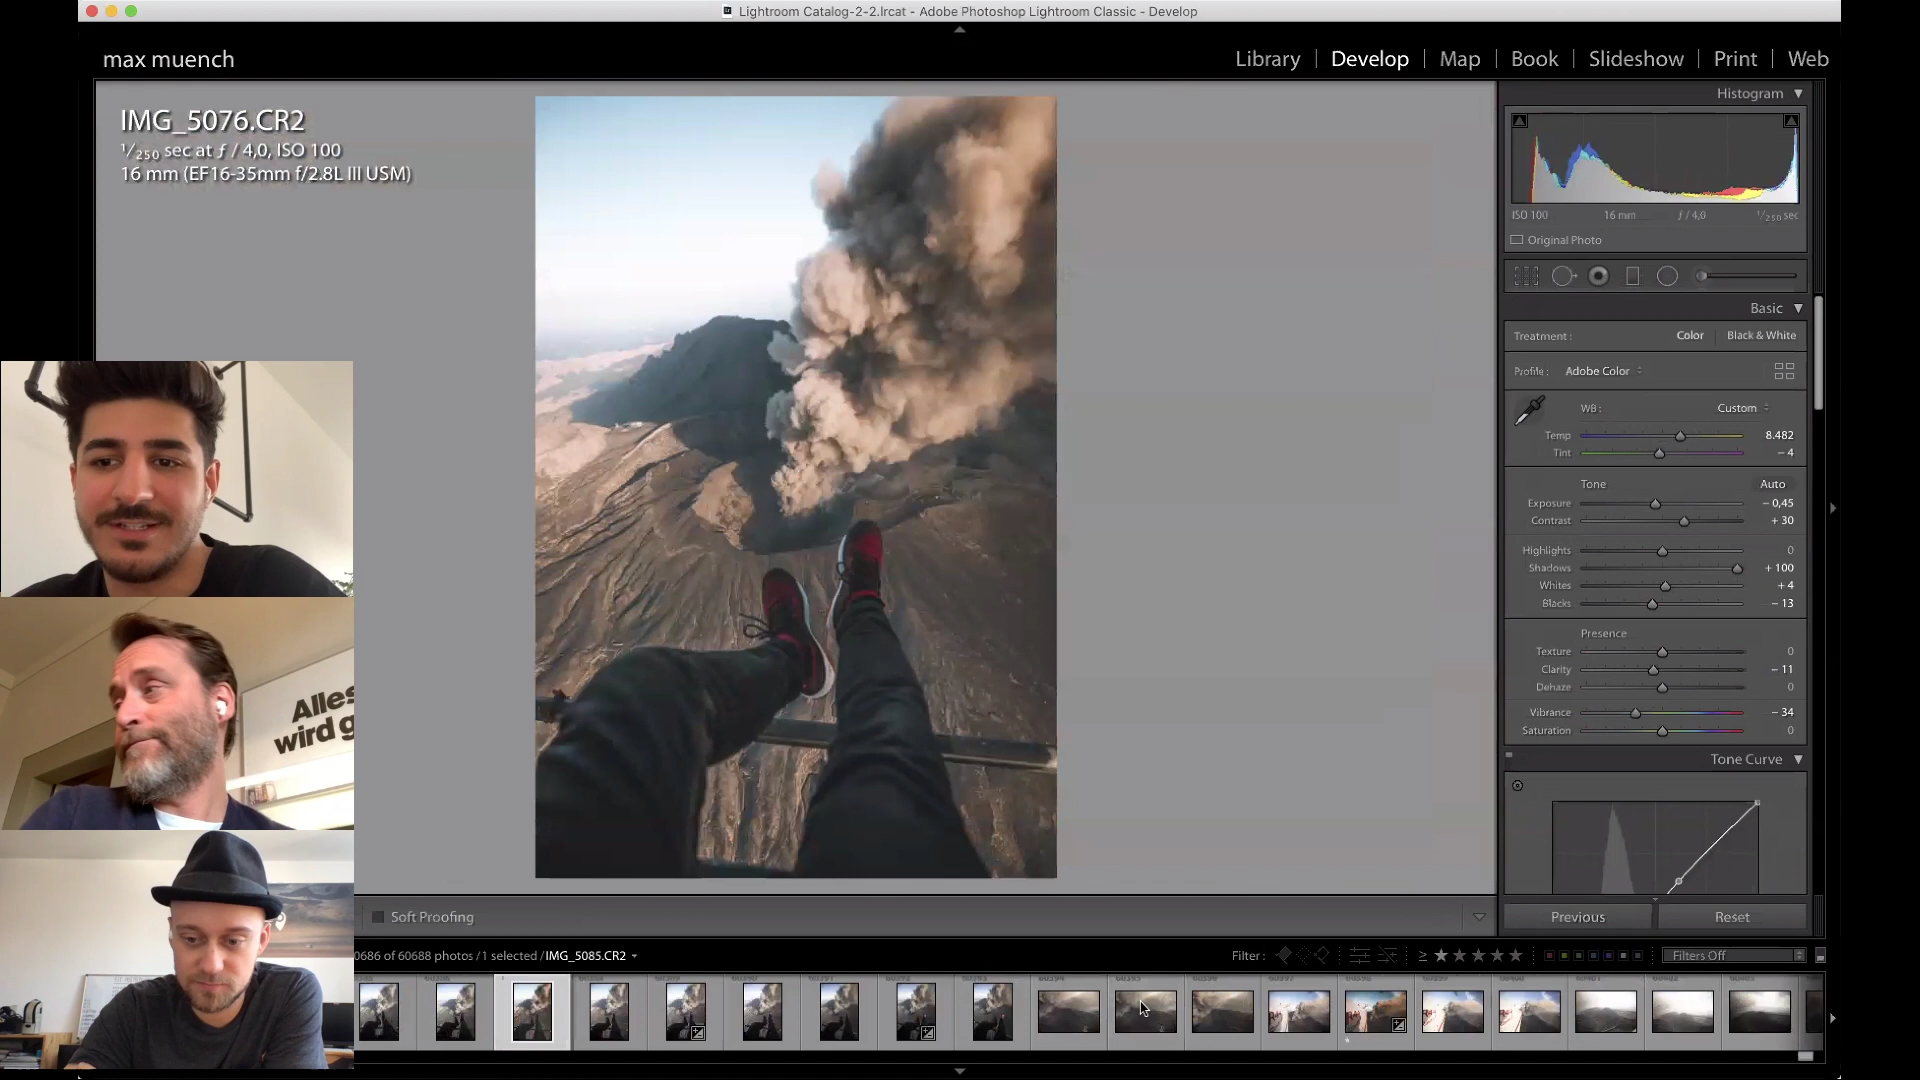 Lightroom Catalog-2-2.lrcat - Adobe Photoshop Lightroom Classic - Develop
max muench
Library | Develop | Map | Book | Slideshow | Print | Web
IMG_5076.CR2
1/250 sec at ƒ / 4,0, ISO 100
16 mm (EF16-35mm f/2.8L III USM)
Histogram
ISO 100 16 mm ƒ / 4,0 1/250 sec
Original Photo
Basic
Treatment : Color Black & White
Profile : Adobe Color
WB : Custom
Temp 8.482
Tint – 4
Tone Auto
Exposure – 0,45
Contrast + 30
Highlights 0
Shadows + 100
Whites + 4
Blacks – 13
Presence
Texture 0
Clarity – 11
Dehaze 0
Vibrance – 34
Saturation 0
Tone Curve
Previous Reset
Alles
wird g
Soft Proofing
0686 of 60688 photos / 1 selected / IMG_5085.CR2
Filter : ≥ ★ ★ ★ ★ ★ Filters Off